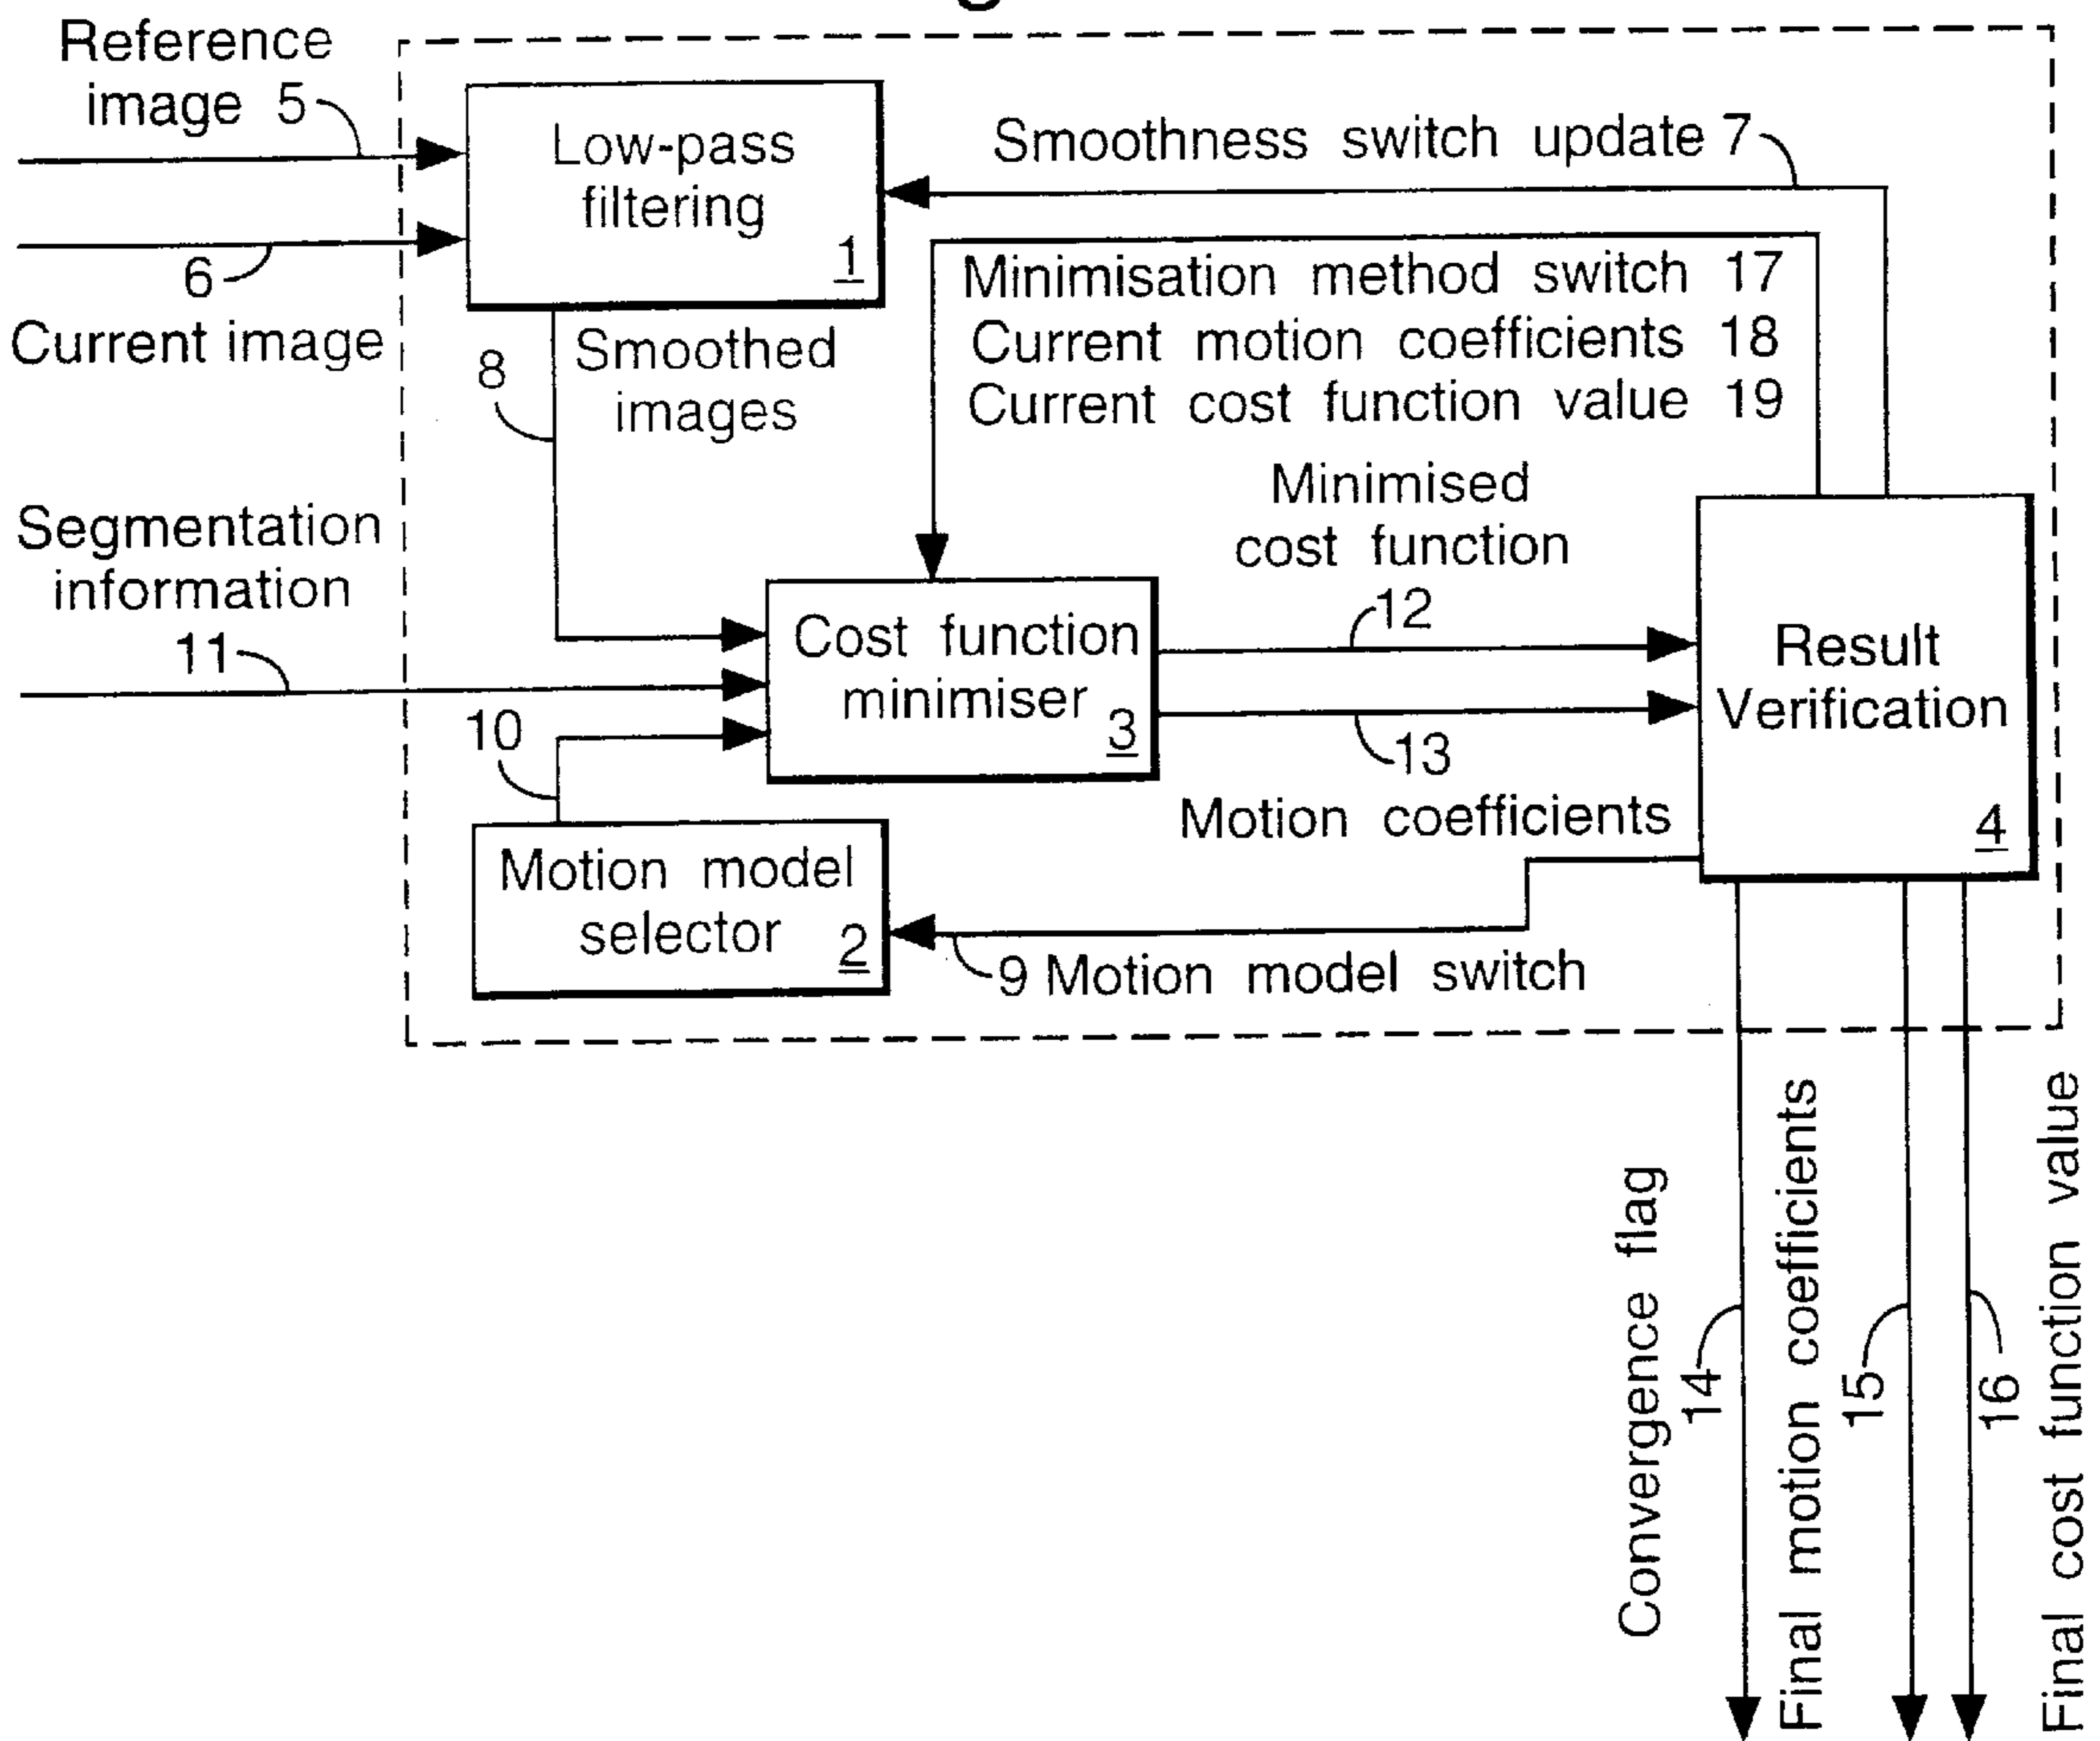 Reference
image 5
6
Current image
Low-pass
filtering
1
Smoothness switch update 7
Minimisation method switch 17
Current motion coefficients 18
Current cost function value 19
8
Smoothed
images
Segmentation
information
11
Minimised
cost function
12
Cost function
minimiser
3
Result
Verification
4
13
Motion coefficients
10
Motion model
selector
2
9 Motion model switch
Convergence flag
14
Final motion coefficients
15
16
Final cost function value